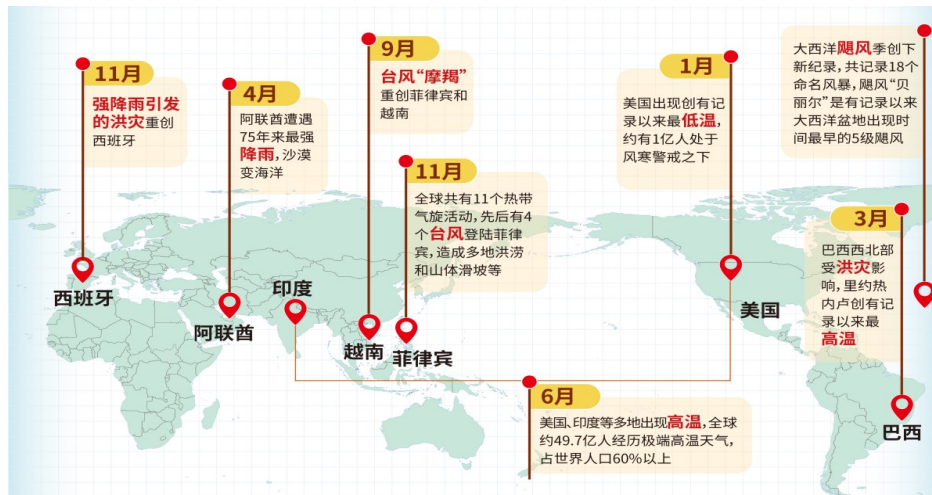 11月
强降雨引发
的洪灾重创
西班牙
西班牙
4月
阿联酋遭遇
75年来最强
降雨,沙漠
变海洋
阿联酋
印度
9月
台风“摩羯”
重创菲律宾和
越南
越南
11月
全球共有11个热带
气旋活动,先后有4
个台风登陆菲律
宾,造成多地洪涝
和山体滑坡等
菲律宾
6月
美国、印度等多地出现高温,全球
约49.7亿人经历极端高温天气,
占世界人口60%以上
1月
美国出现创有记
录以来最低温,
约有1亿人处于
风寒警戒之下
美国
大西洋飓风季创下
新纪录,共记录18个
命名风暴,飓风“贝
丽尔”是有记录以来
大西洋盆地出现时
间最早的5级飓风
3月
巴西西北部
受洪灾影
响,里约热
内卢创有记
录以来最
高温
巴西